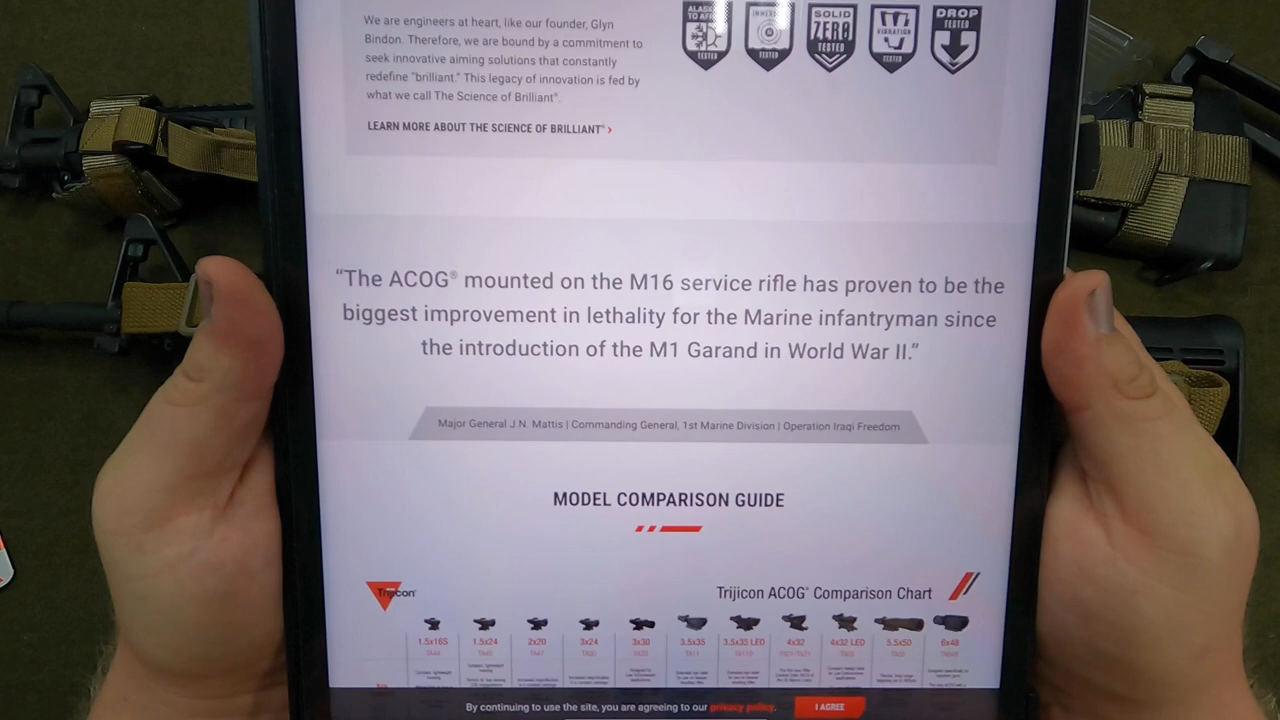 We are engineers at heart, like our founder, Glyn
Bindon. Therefore, we are bound by a commitment to
seek innovative aiming solutions that constantly
redefine "brilliant." This legacy of innovation is fed by
what we call The Science of Brilliant®.
LEARN MORE ABOUT THE SCIENCE OF BRILLIANT® ›
ALASKA
TO AFRICA
TESTED
TESTED
SOLID
ZERO
TESTED
VIBRATION
TESTED
DROP
TESTED
“The ACOG® mounted on the M16 service rifle has proven to be the
biggest improvement in lethality for the Marine infantryman since
the introduction of the M1 Garand in World War II.”
Major General J.N. Mattis | Commanding General, 1st Marine Division | Operation Iraqi Freedom
MODEL COMPARISON GUIDE
Trijicon
Trijicon ACOG® Comparison Chart
1.5x16S 1.5x24 2x20 3x24 3x30 3.5x35 3.5x35 LED 4x32 4x32 LED 5.5x50 6x48
By continuing to use the site, you are agreeing to our privacy policy.
I AGREE